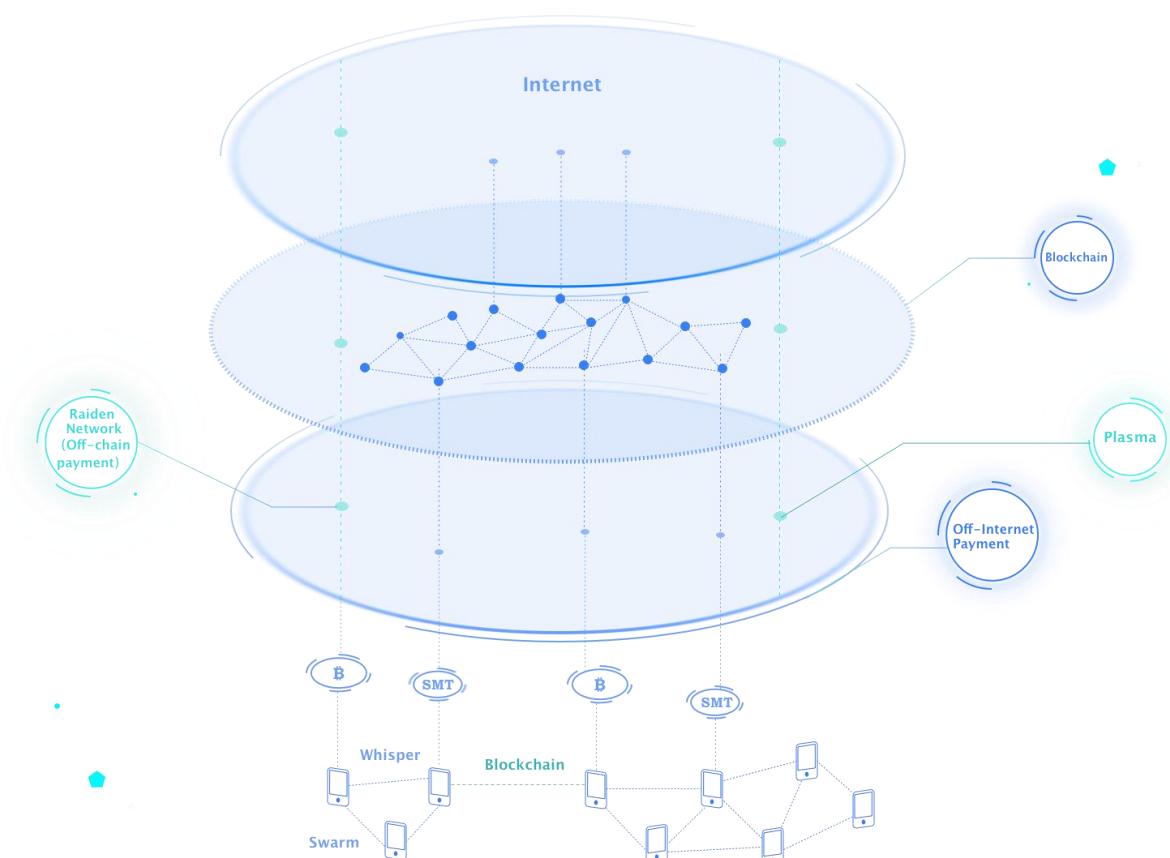 Internet
Blockchain
Raiden
Network
(Off-chain
payment)
Plasma
Off-Internet
Payment
₿
SMT
₿
SMT
Whisper
Blockchain
Swarm